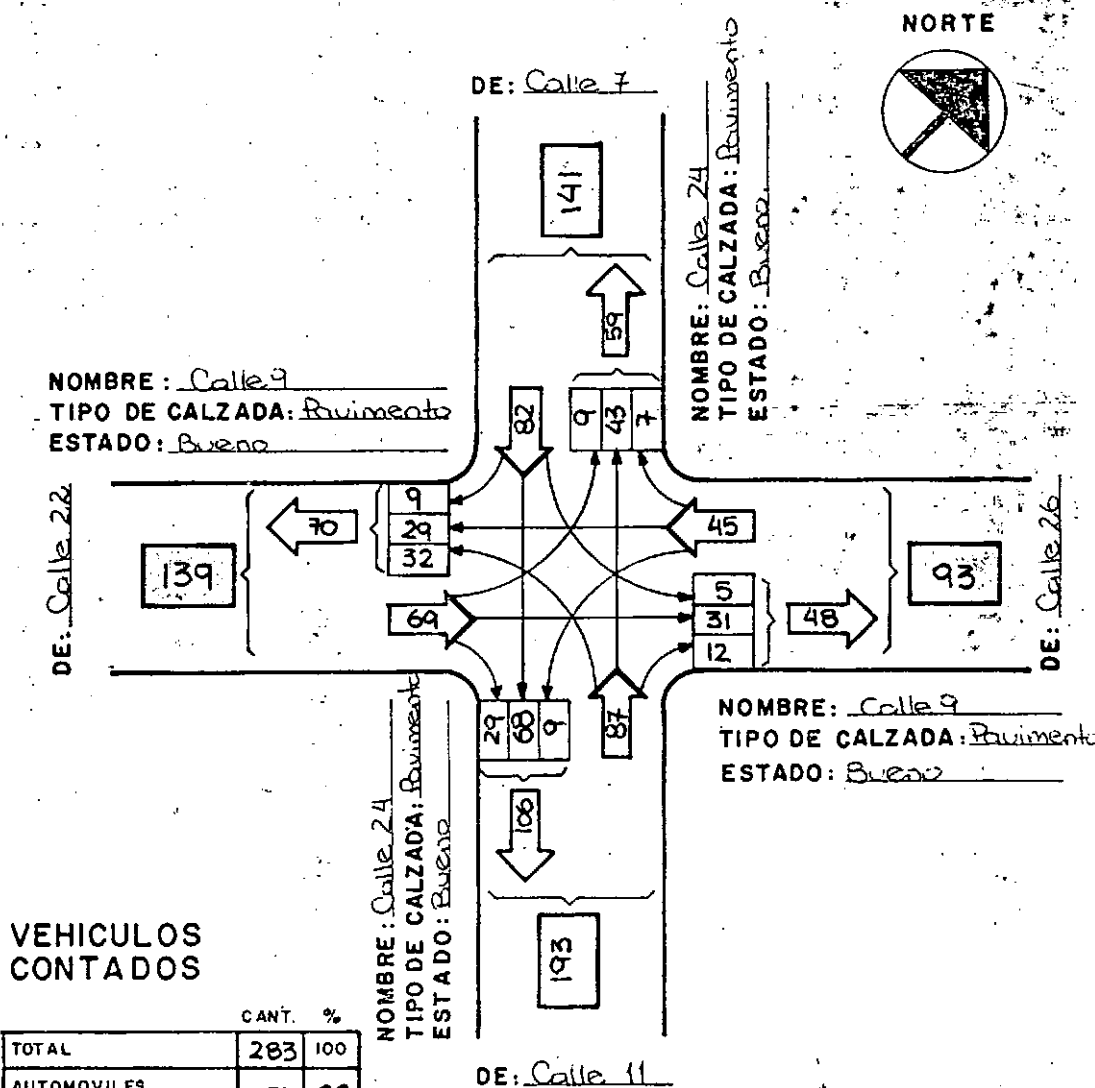 NORTE
DE: Calle 7
141
NOMBRE: Calle 24
TIPO DE CALZADA: Pavimento
ESTADO: Bueno.
59
NOMBRE: Calle 9
TIPO DE CALZADA: Pavimento
ESTADO: Bueno
82
9 43 7
DE: Calle 22
139
70
9
29
32
45
93
DE: Calle 26
69
5
31
12
48
29 68 9
87
NOMBRE: Calle 9
TIPO DE CALZADA: Pavimento
ESTADO: Bueno
NOMBRE: Calle 24
TIPO DE CALZADA: Pavimento
ESTADO: Bueno
106
193
VEHICULOS
CONTADOS
CANT. %
TOTAL 283 100
AUTOMOVILES
DE: Calle 11